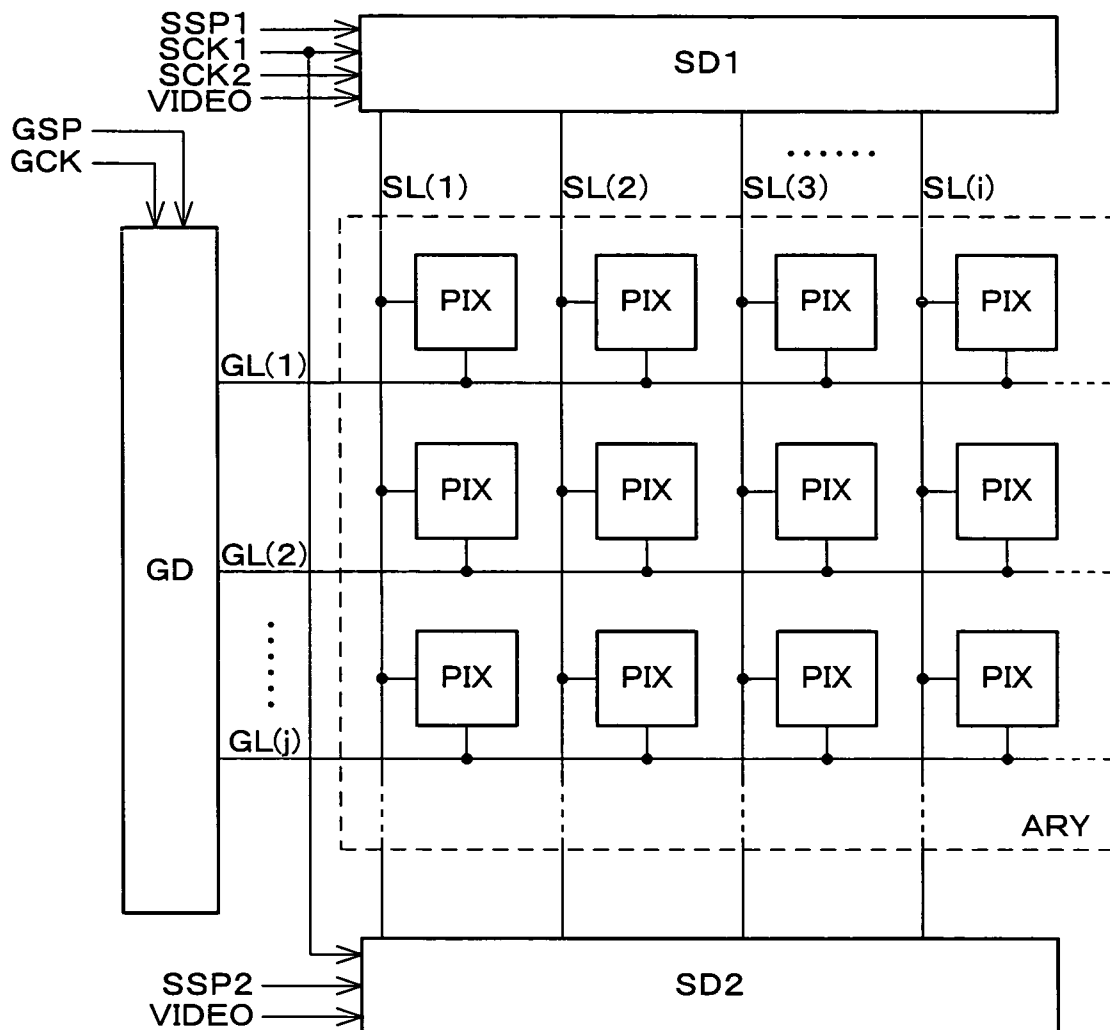 SSP1
SCK1
SCK2
VIDEO
SD1
GSP
GCK
......
SL(1) SL(2) SL(3) SL(i)
PIX PIX PIX PIX
GL(1)
PIX PIX PIX PIX
GL(2)
GD
......
PIX PIX PIX PIX
GL(j)
ARY
SSP2
VIDEO
SD2